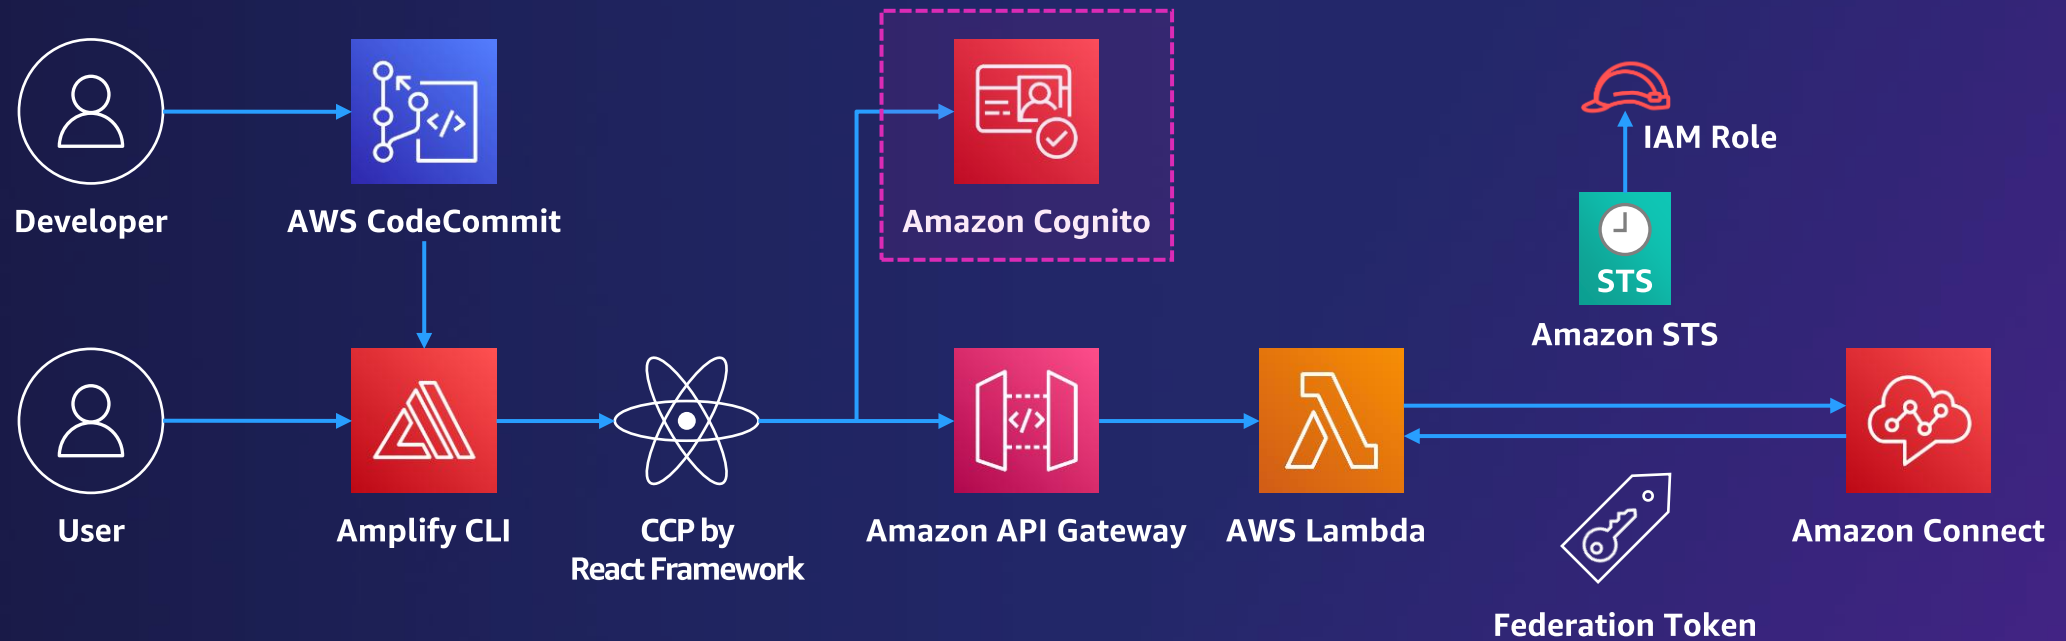 IAM Role
Developer
AWS CodeCommit
Amazon Cognito
STS
Amazon STS
User
Amplify CLI
CCP by
React Framework
Amazon API Gateway
AWS Lambda
Amazon Connect
Federation Token